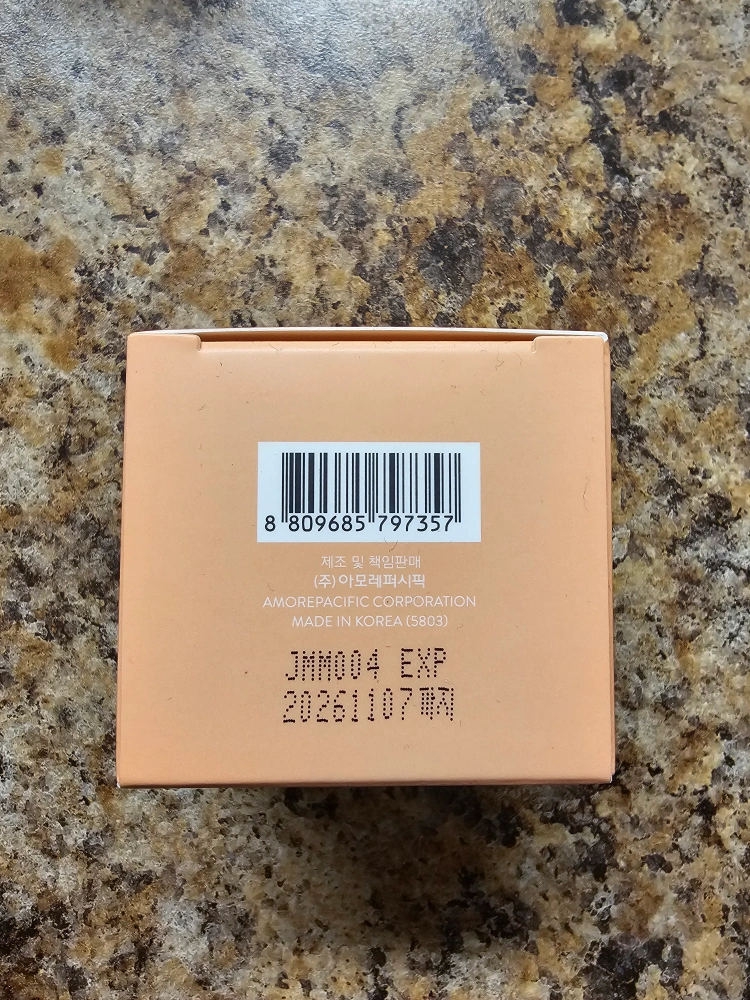 8 809685 797357
제조 및 책임판매
(주)아모레퍼시픽
AMOREPACIFIC CORPORATION
MADE IN KOREA (5803)
JMM004 EXP
20261107까지